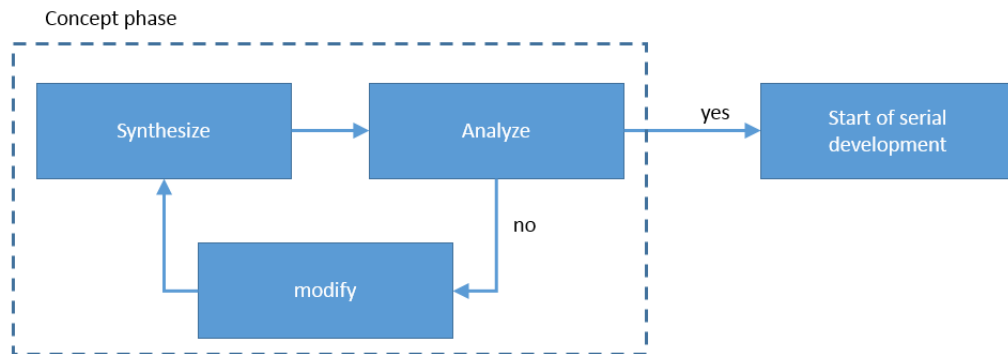 Concept phase
Synthesize
Analyze
yes
Start of serial
development
no
modify